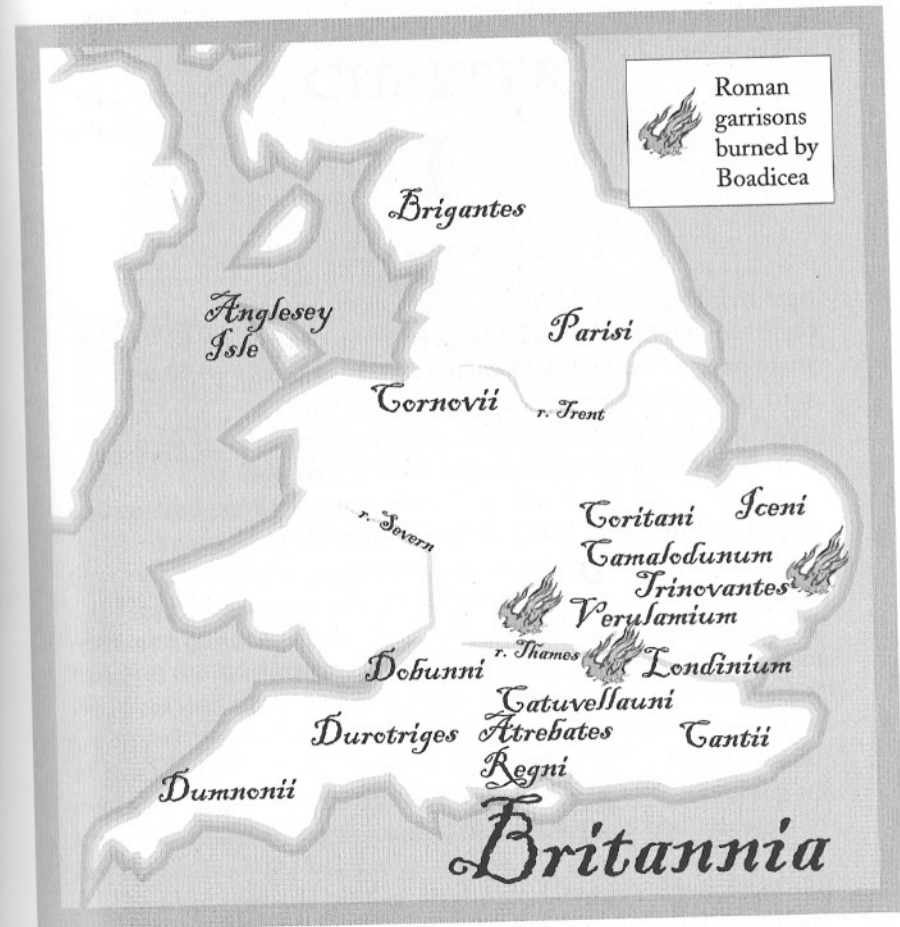 Roman
garrisons
burned by
Boadicea
Brigantes
Anglesey
Isle
Parisi
Cornovii
r. Trent
r. Severn
Coritani
Iceni
Camalodunum
Trinovantes
Verulamium
r. Thames
Londinium
Dobunni
Catuvellauni
Durotriges
Atrebates
Cantii
Regni
Dumnonii
Britannia